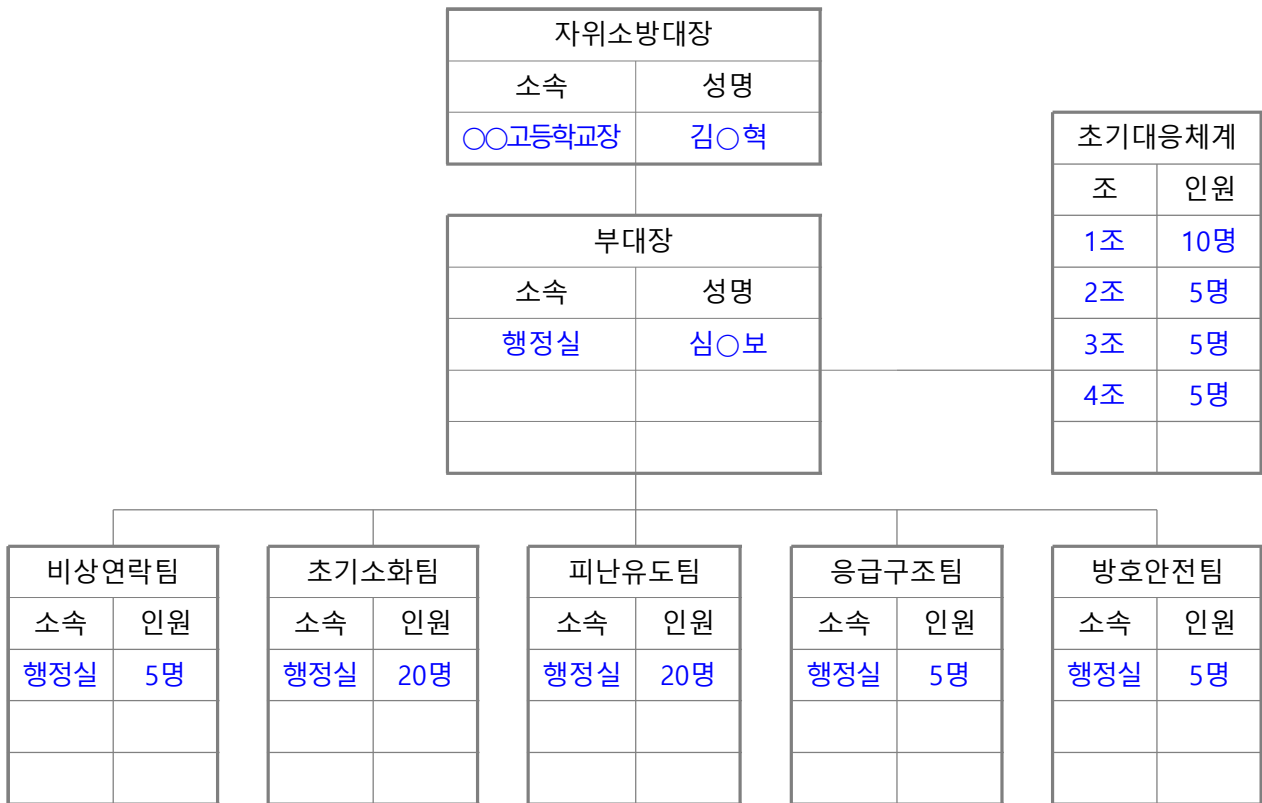 자위소방대장
소속 성명
○○고등학교장 김○혁
부대장
소속 성명
행정실 심○보
초기대응체계
조 인원
1조 10명
2조 5명
3조 5명
4조 5명
비상연락팀
소속 인원
행정실 5명
초기소화팀
소속 인원
행정실 20명
피난유도팀
소속 인원
행정실 20명
응급구조팀
소속 인원
행정실 5명
방호안전팀
소속 인원
행정실 5명